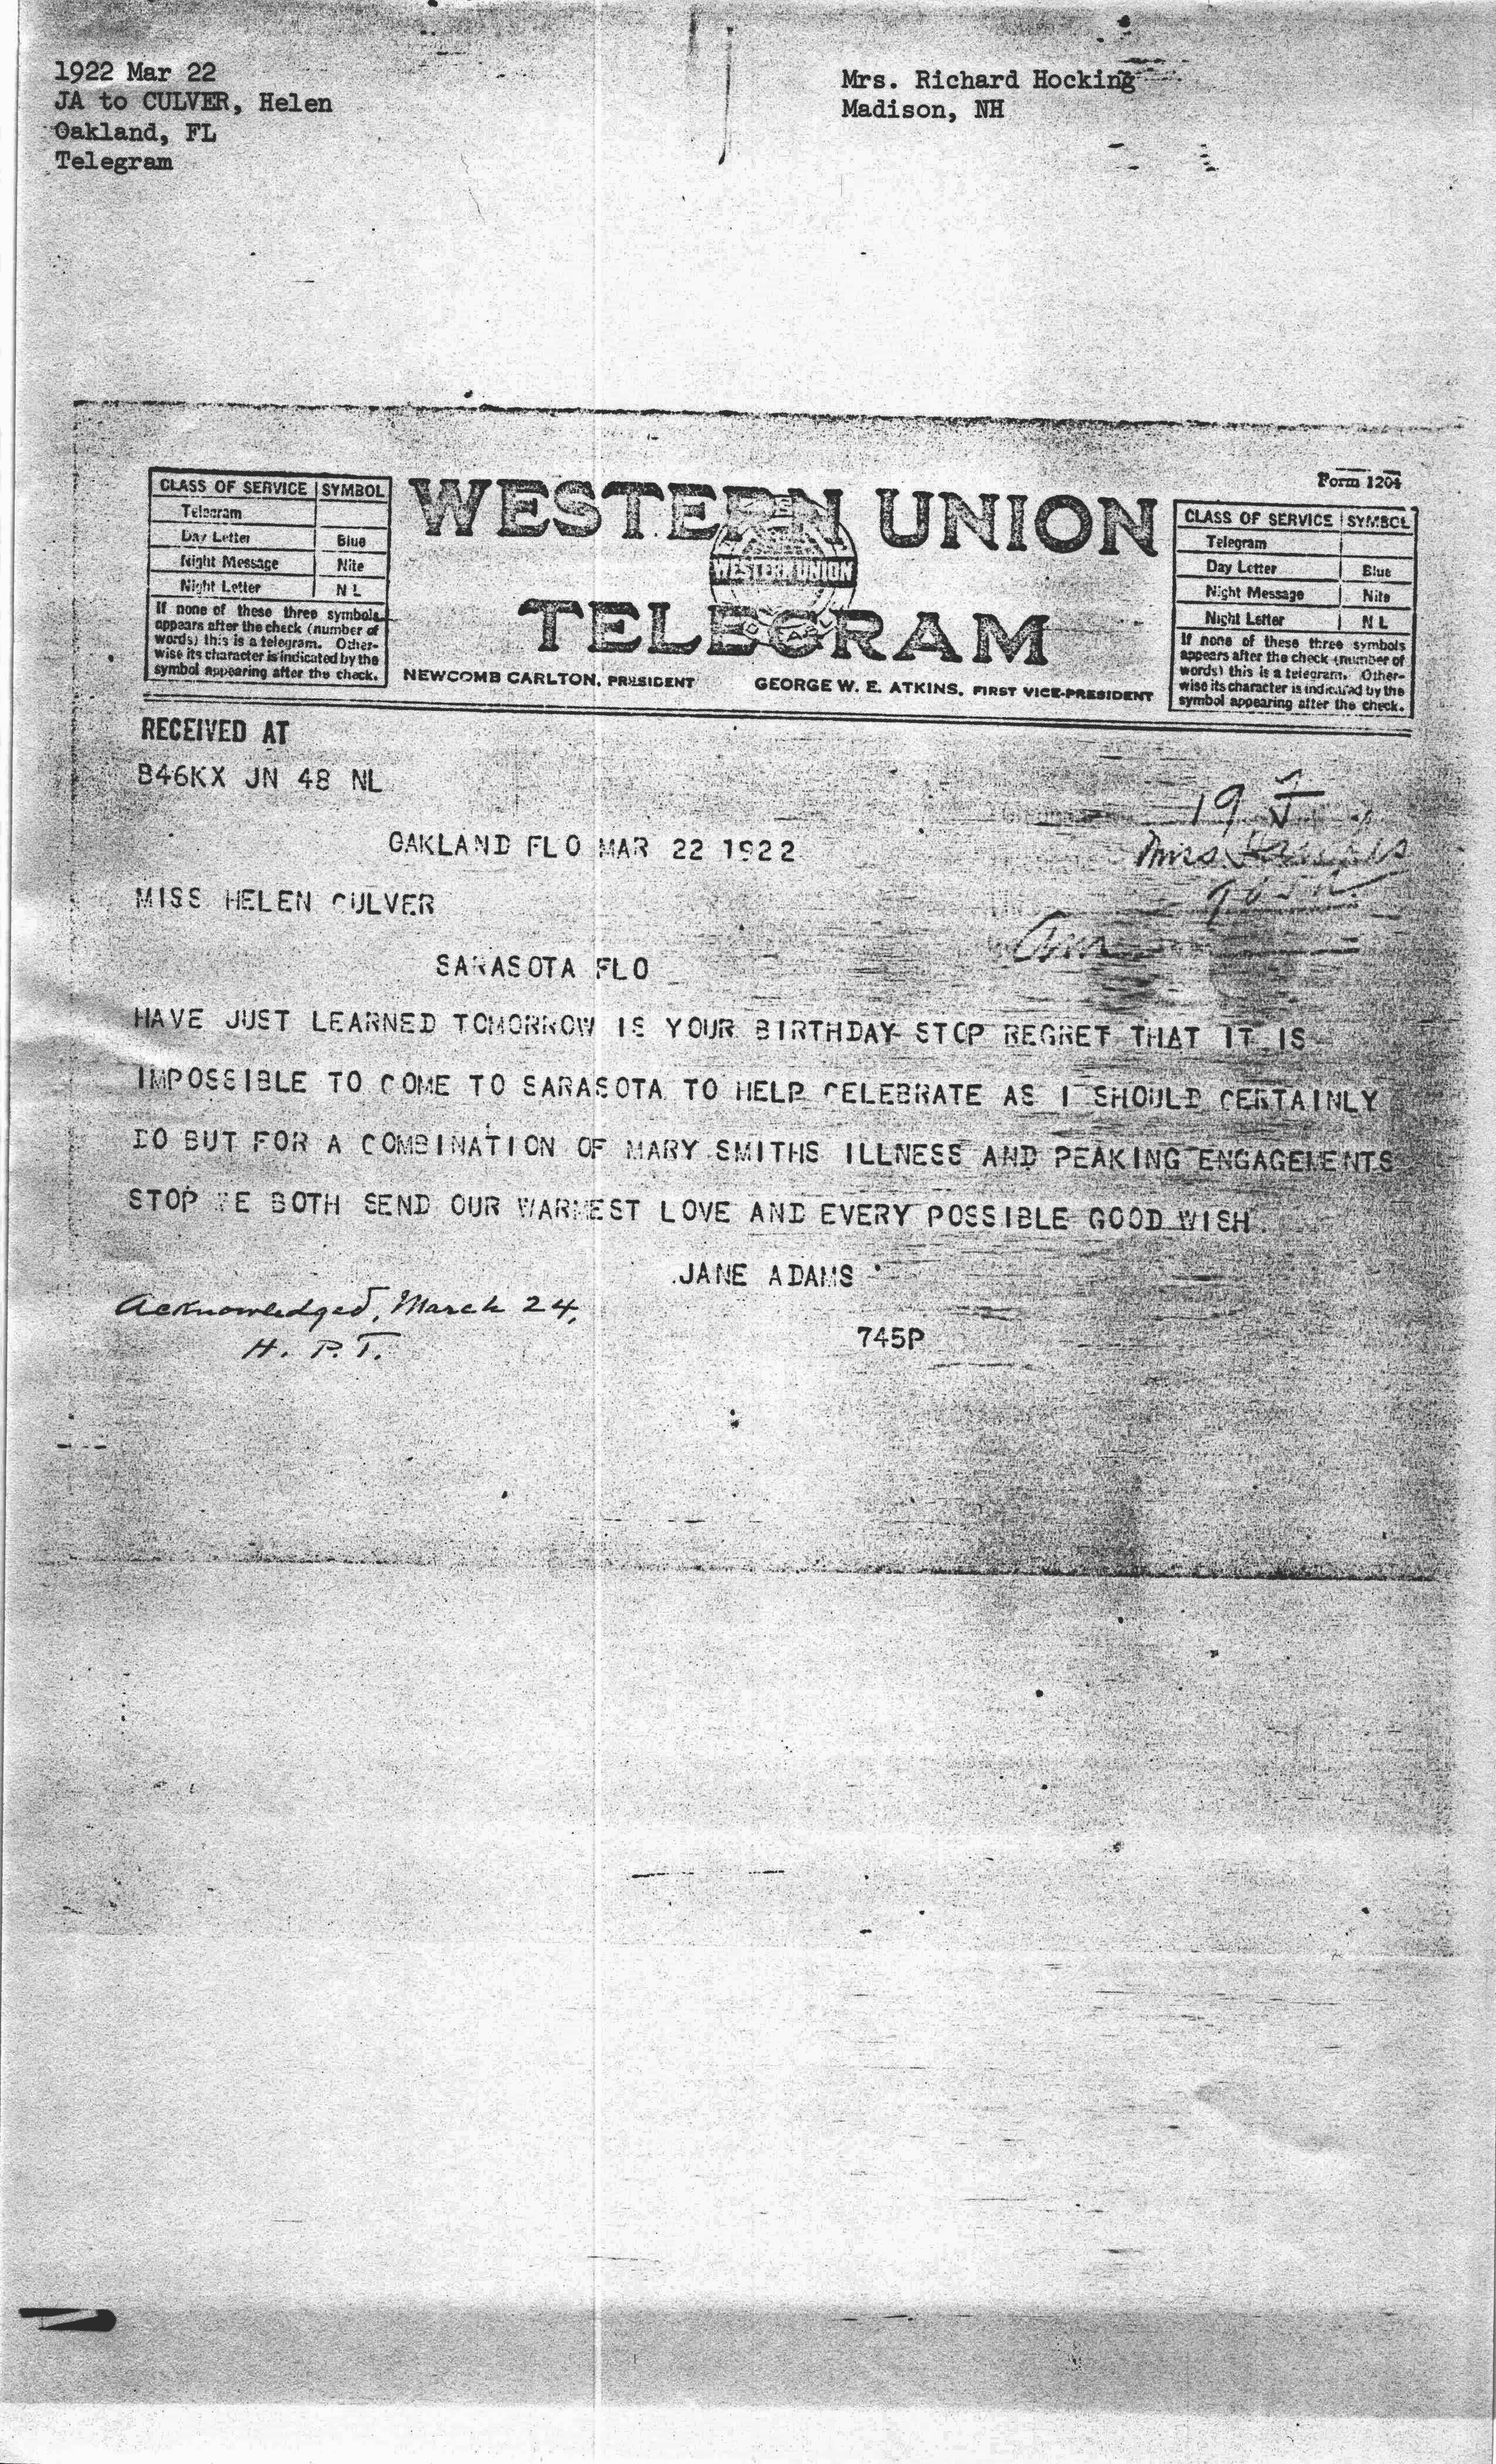 1922 Mar 22
JA to CULVER, Helen
Oakland, FL
Telegram
Mrs. Richard Hocking
Madison, NH
Form 1204
CLASS OF SERVICE SYMBOL
Telegram
Day Letter Blue
Night Message Nite
Night Letter N L
If none of these three symbols
appears after the check (number of
words) this is a telegram. Other-
wise its character is indicated by the
symbol appearing after the check.
WESTERN UNION
WESTERN UNION
TELEGRAM
NEWCOMB CARLTON, PRESIDENT GEORGE W. E. ATKINS, FIRST VICE-PRESIDENT
CLASS OF SERVICE SYMBOL
Telegram
Day Letter Blue
Night Message Nite
Night Letter N L
If none of these three symbols
appears after the check (number of
words) this is a telegram. Other-
wise its character is indicated by the
symbol appearing after the check.
RECEIVED AT
B46KX JN 48 NL
19
OAKLAND FLO MAR 22 1922
Mrs.
MISS HELEN CULVER
SARASOTA FLO
HAVE JUST LEARNED TOMORROW IS YOUR BIRTHDAY STOP REGRET THAT IT IS
IMPOSSIBLE TO COME TO SARASOTA TO HELP CELEBRATE AS I SHOULD CERTAINLY
DO BUT FOR A COMBINATION OF MARY SMITHS ILLNESS AND PEAKING ENGAGEMENTS
STOP WE BOTH SEND OUR WARMEST LOVE AND EVERY POSSIBLE GOOD WISH.
JANE ADAMS
Acknowledged, March 24,
H. P. T.
745P